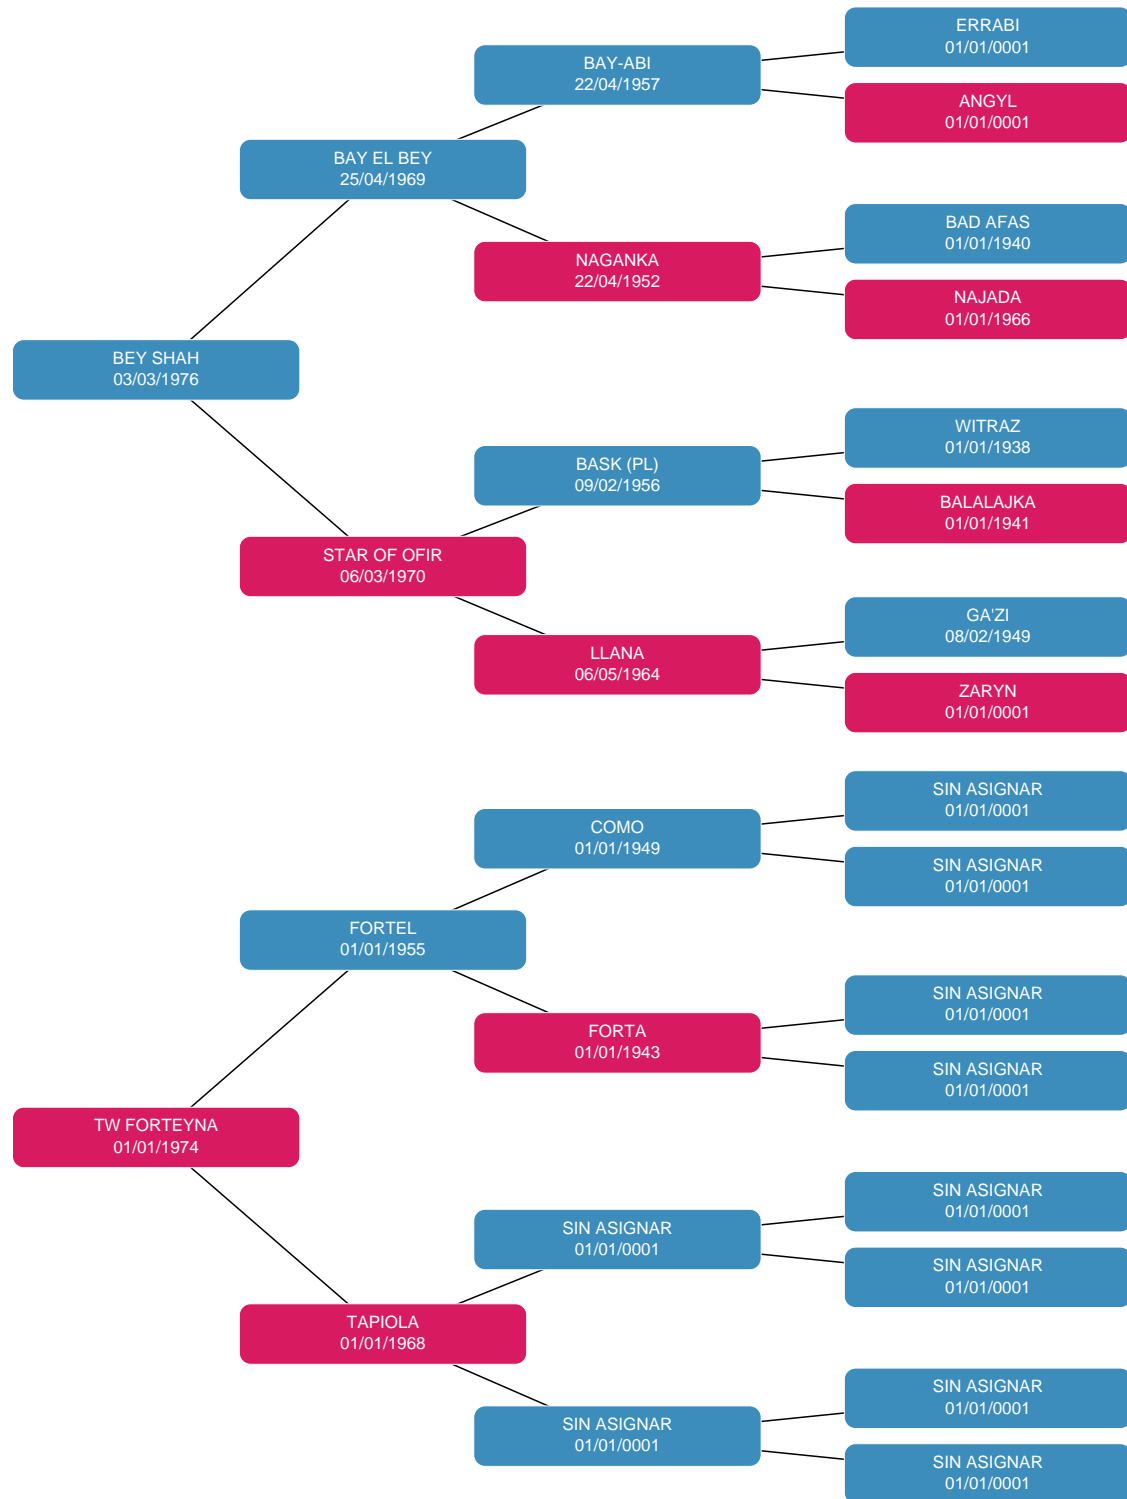 ERRABI
01/01/0001
BAY-ABI
22/04/1957
ANGYL
01/01/0001
BAY EL BEY
25/04/1969
BAD AFAS
01/01/1940
NAGANKA
22/04/1952
NAJADA
01/01/1966
BEY SHAH
03/03/1976
WITRAZ
01/01/1938
BASK (PL)
09/02/1956
BALALAJKA
01/01/1941
STAR OF OFIR
06/03/1970
GA'ZI
08/02/1949
LLANA
06/05/1964
ZARYN
01/01/0001
SIN ASIGNAR
01/01/0001
COMO
01/01/1949
SIN ASIGNAR
01/01/0001
FORTEL
01/01/1955
SIN ASIGNAR
01/01/0001
FORTA
01/01/1943
SIN ASIGNAR
01/01/0001
TW FORTEYNA
01/01/1974
SIN ASIGNAR
01/01/0001
SIN ASIGNAR
01/01/0001
SIN ASIGNAR
01/01/0001
TAPIOLA
01/01/1968
SIN ASIGNAR
01/01/0001
SIN ASIGNAR
01/01/0001
SIN ASIGNAR
01/01/0001